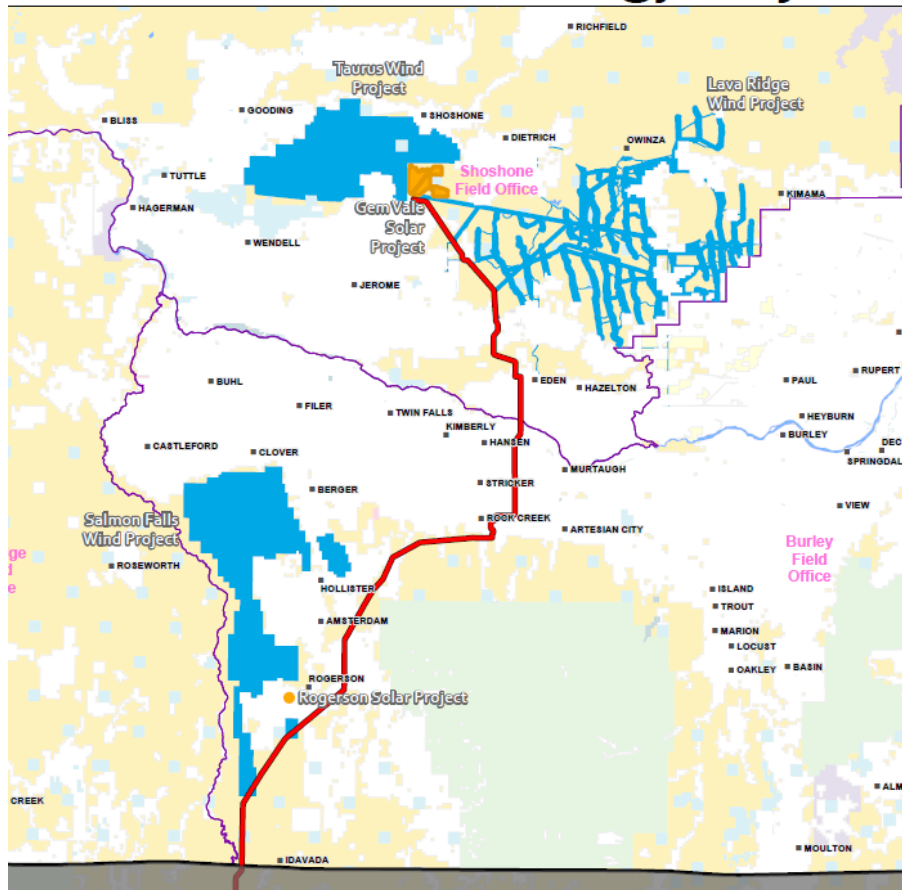 RICHFIELD
Taurus Wind
Project
Lava Ridge
Wind Project
GOODING
SHOSHONE
BLISS
DIETRICH
OWINZA
TUTTLE
Shoshone
Field Office
KIMAMA
HAGERMAN
Gem Vale
Solar
Project
WENDELL
JEROME
BUHL
EDEN
HAZELTON
PAUL
RUPERT
FILER
TWIN FALLS
HEYBURN
KIMBERLY
BURLEY
CASTLEFORD
CLOVER
HANSEN
DEC
SPRINGDAL
MURTAUGH
BERGER
STRICKER
VIEW
Salmon Falls
Wind Project
ROCK CREEK
ARTESIAN CITY
Burley
Field
Office
ge
d
e
ROSEWORTH
HOLLISTER
ISLAND
TROUT
AMSTERDAM
MARION
LOCUST
OAKLEY
BASIN
ROGERSON
Rogerson Solar Project
CREEK
ALM
MOULTON
IDAVADA